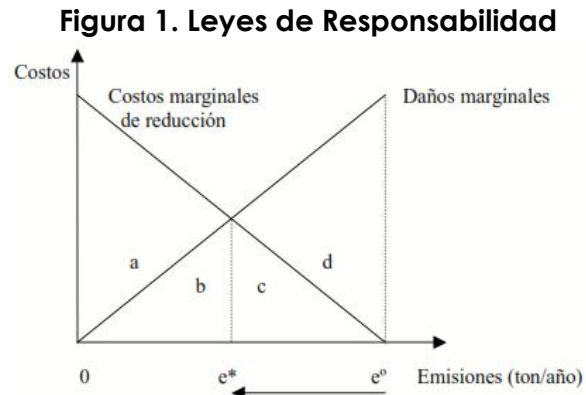 Figura 1. Leyes de Responsabilidad
Costos
Costos marginales
de reducción
Daños marginales
a
b
c
d
0
e*
eº
Emisiones (ton/año)